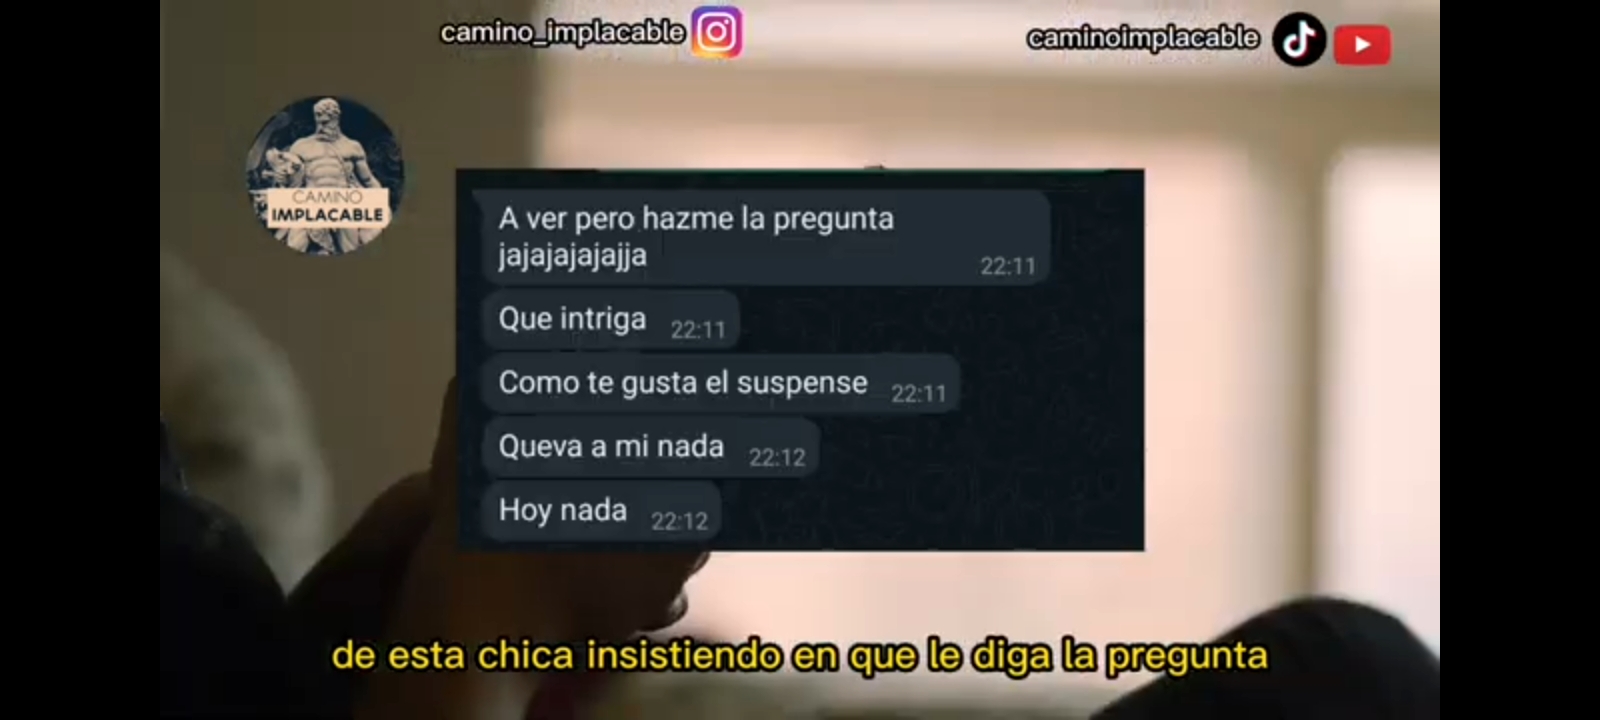 camino_implacable
caminoimplacable
CAMINO
IMPLACABLE
A ver pero hazme la pregunta
jajajajajajja
22:11
Que intriga 22:11
Como te gusta el suspense 22:11
Queva a mi nada 22:12
Hoy nada 22:12
de esta chica insistiendo en que le diga la pregunta